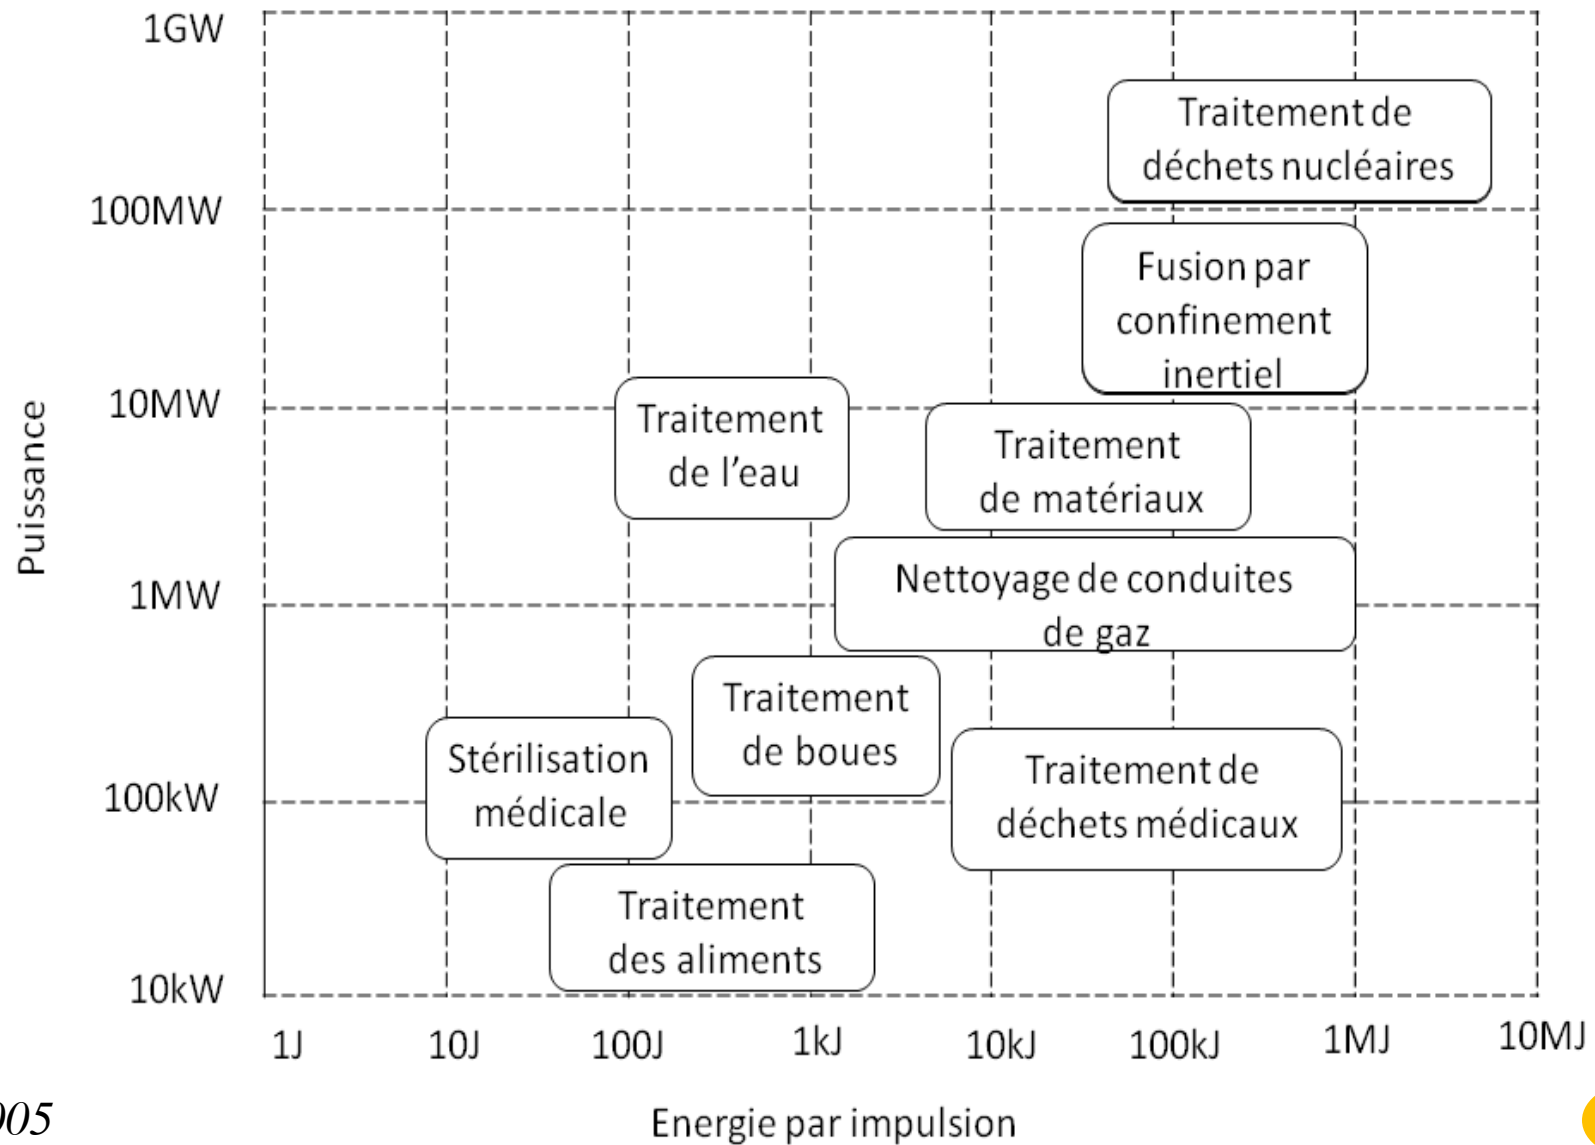 1GW
Traitement de
déchets nucléaires
100MW
Fusion par
confinement
inertiel
10MW
Traitement
de l'eau
Traitement
de matériaux
Puissance
1MW
Nettoyage de conduites
de gaz
Traitement
de boues
Stérilisation
médicale
Traitement de
déchets médicaux
100kW
Traitement
des aliments
10kW
1J
10J
100J
1kJ
10kJ
100kJ
1MJ
10MJ
Energie par impulsion